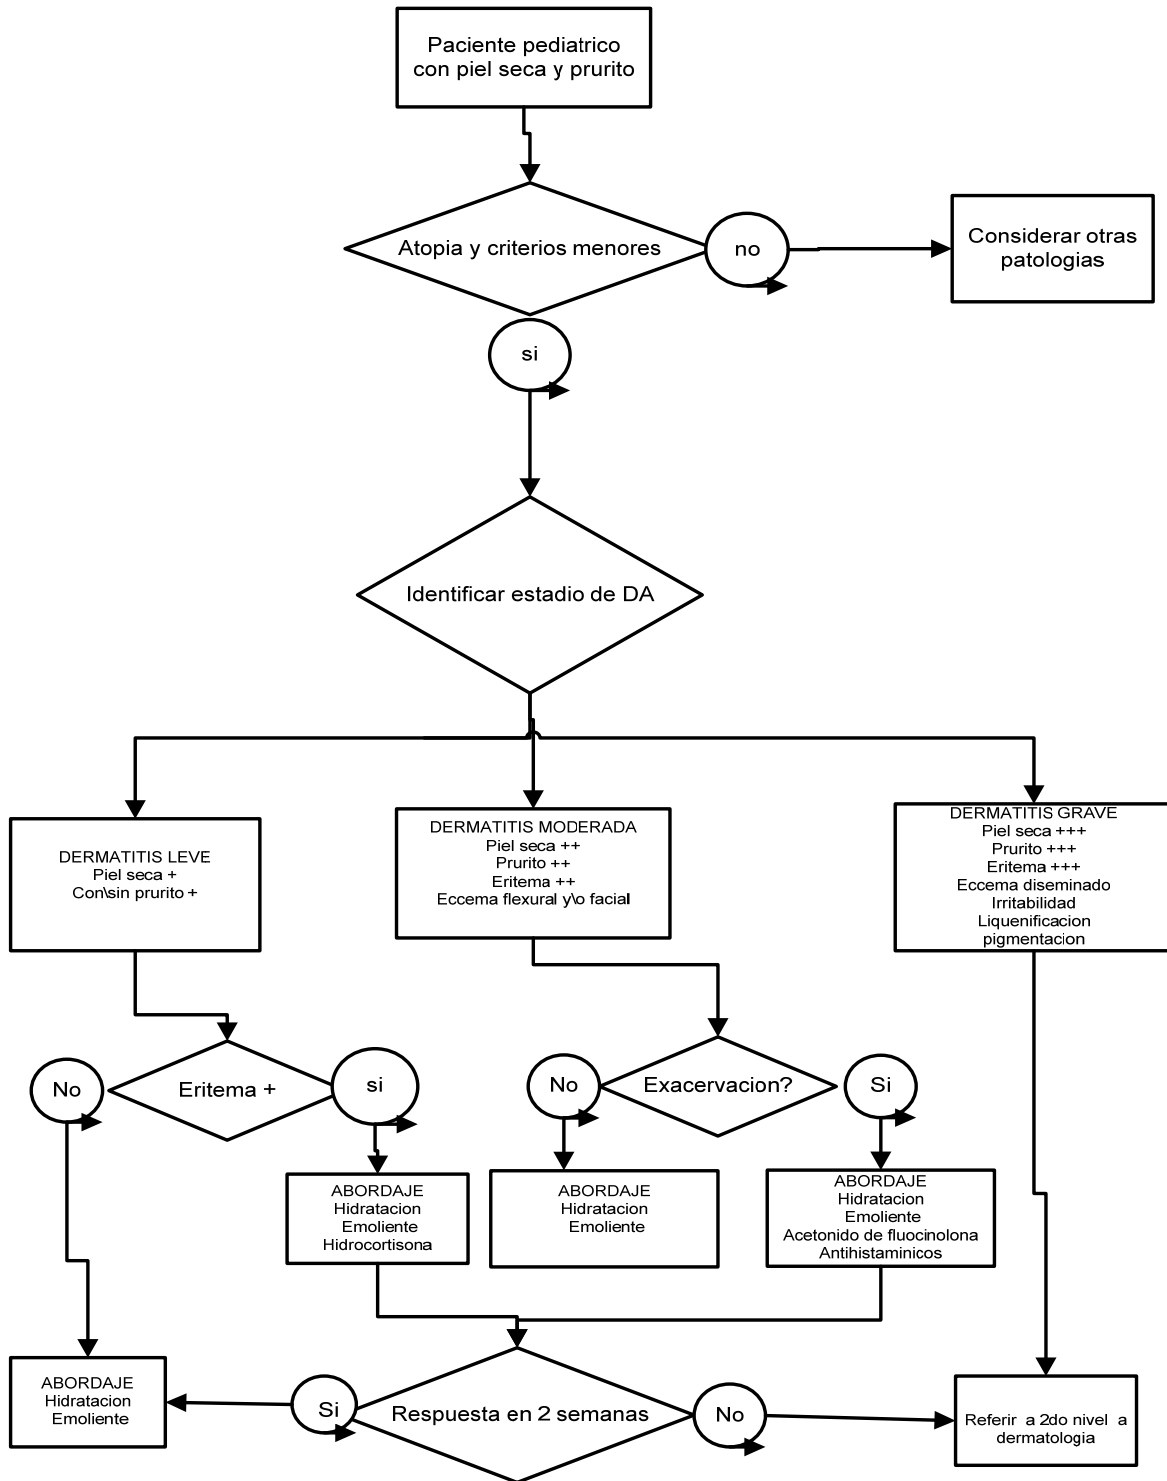 Paciente pediatrico
con piel seca y prurito
Atopia y criterios menores
no
Considerar otras
patologias
si
Identificar estadio de DA
DERMATITIS LEVE
Piel seca +
Con\sin prurito +
DERMATITIS MODERADA
Piel seca ++
Prurito ++
Eritema ++
Eccema flexural y\o facial
DERMATITIS GRAVE
Piel seca +++
Prurito +++
Eritema +++
Eccema diseminado
Irritabilidad
Liquenificacion
pigmentacion
No
Eritema +
si
No
Exacervacion?
Si
ABORDAJE
Hidratacion
Emoliente
Hidrocortisona
ABORDAJE
Hidratacion
Emoliente
ABORDAJE
Hidratacion
Emoliente
Acetonido de fluocinolona
Antihistaminicos
ABORDAJE
Hidratacion
Emoliente
Si
Respuesta en 2 semanas
No
Referir a 2do nivel a
dermatologia